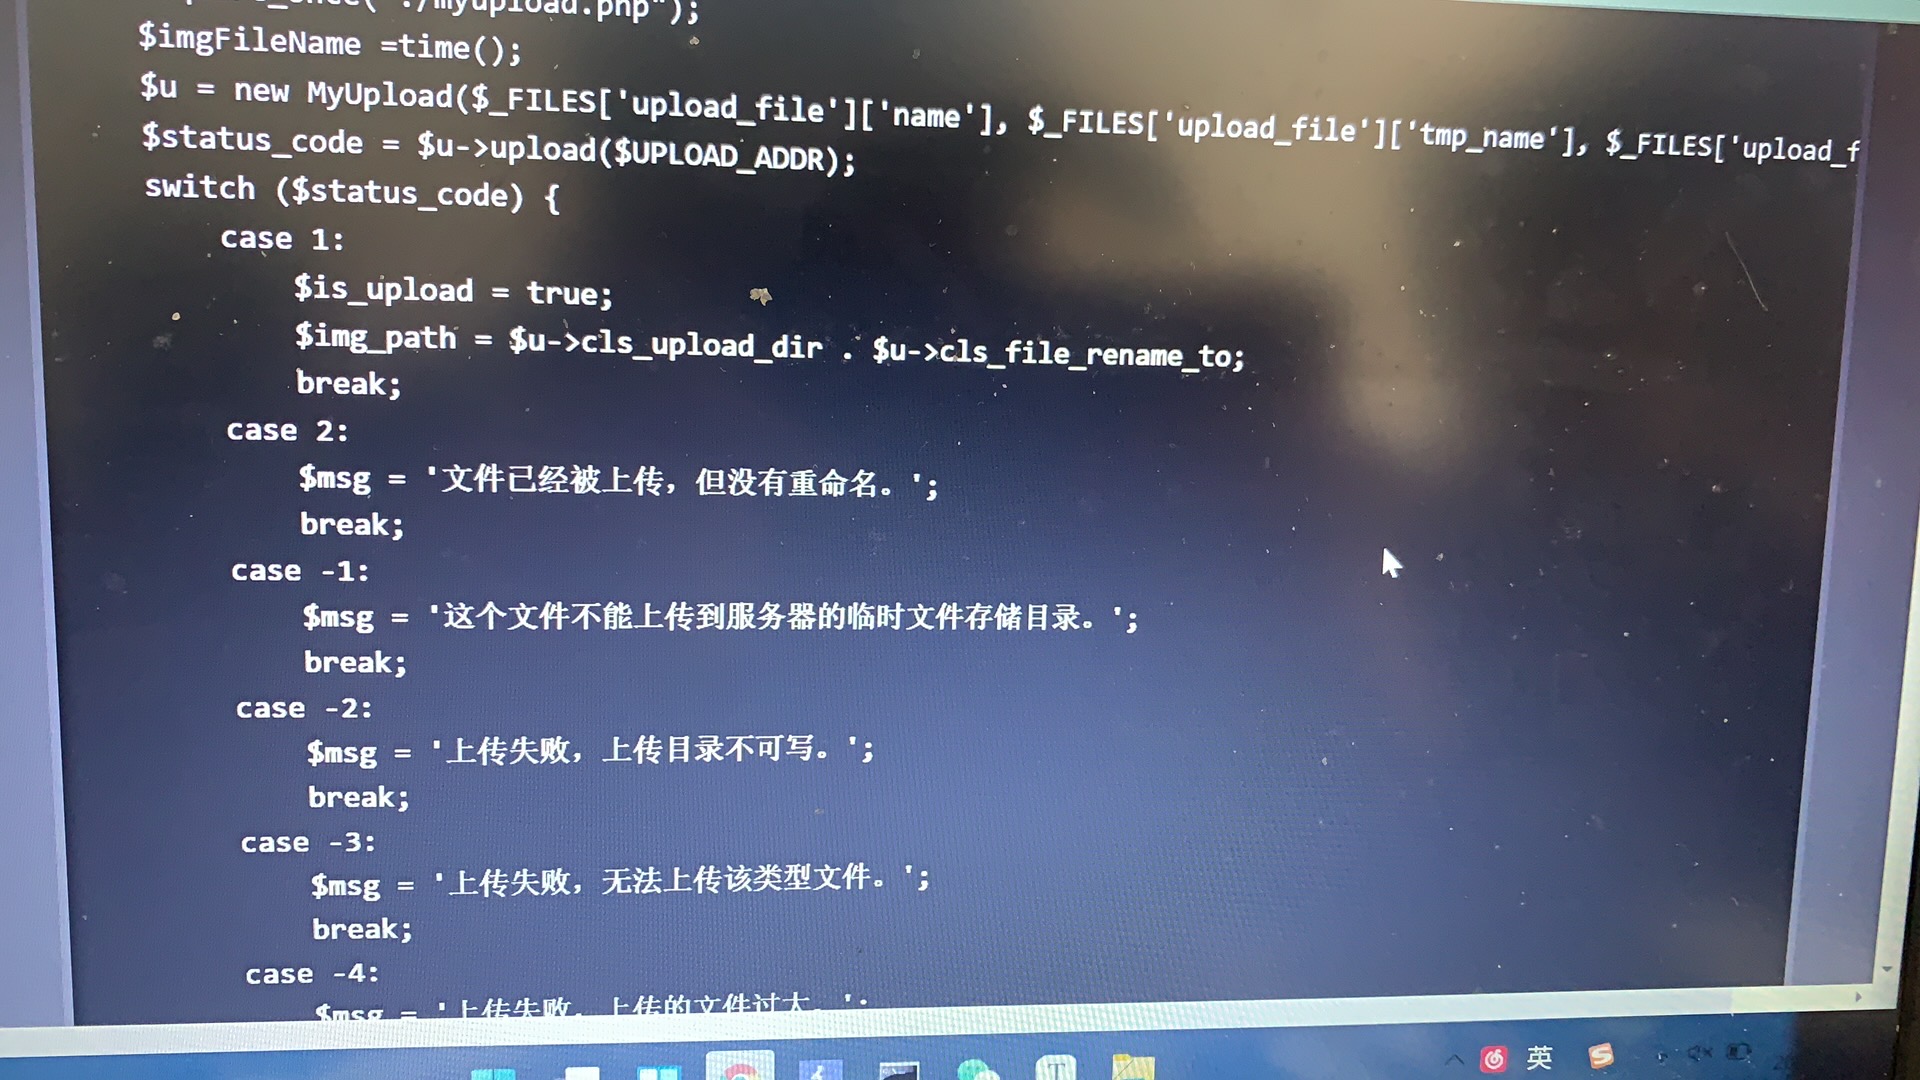 /myupload.php");
$imgFileName =time();
$u = new MyUpload($_FILES['upload_file']['name'], $_FILES['upload_file']['tmp_name'], $_FILES['upload_f
$status_code = $u->upload($UPLOAD_ADDR);
switch ($status_code) {
case 1:
$is_upload = true;
$img_path = $u->cls_upload_dir . $u->cls_file_rename_to;
break;
case 2:
$msg = '文件已经被上传，但没有重命名。';
break;
case -1:
$msg = '这个文件不能上传到服务器的临时文件存储目录。';
break;
case -2:
$msg = '上传失败，上传目录不可写。';
break;
case -3:
$msg = '上传失败，无法上传该类型文件。';
break;
case -4:
$msg = '上传失败，上传的文件过大。';
英